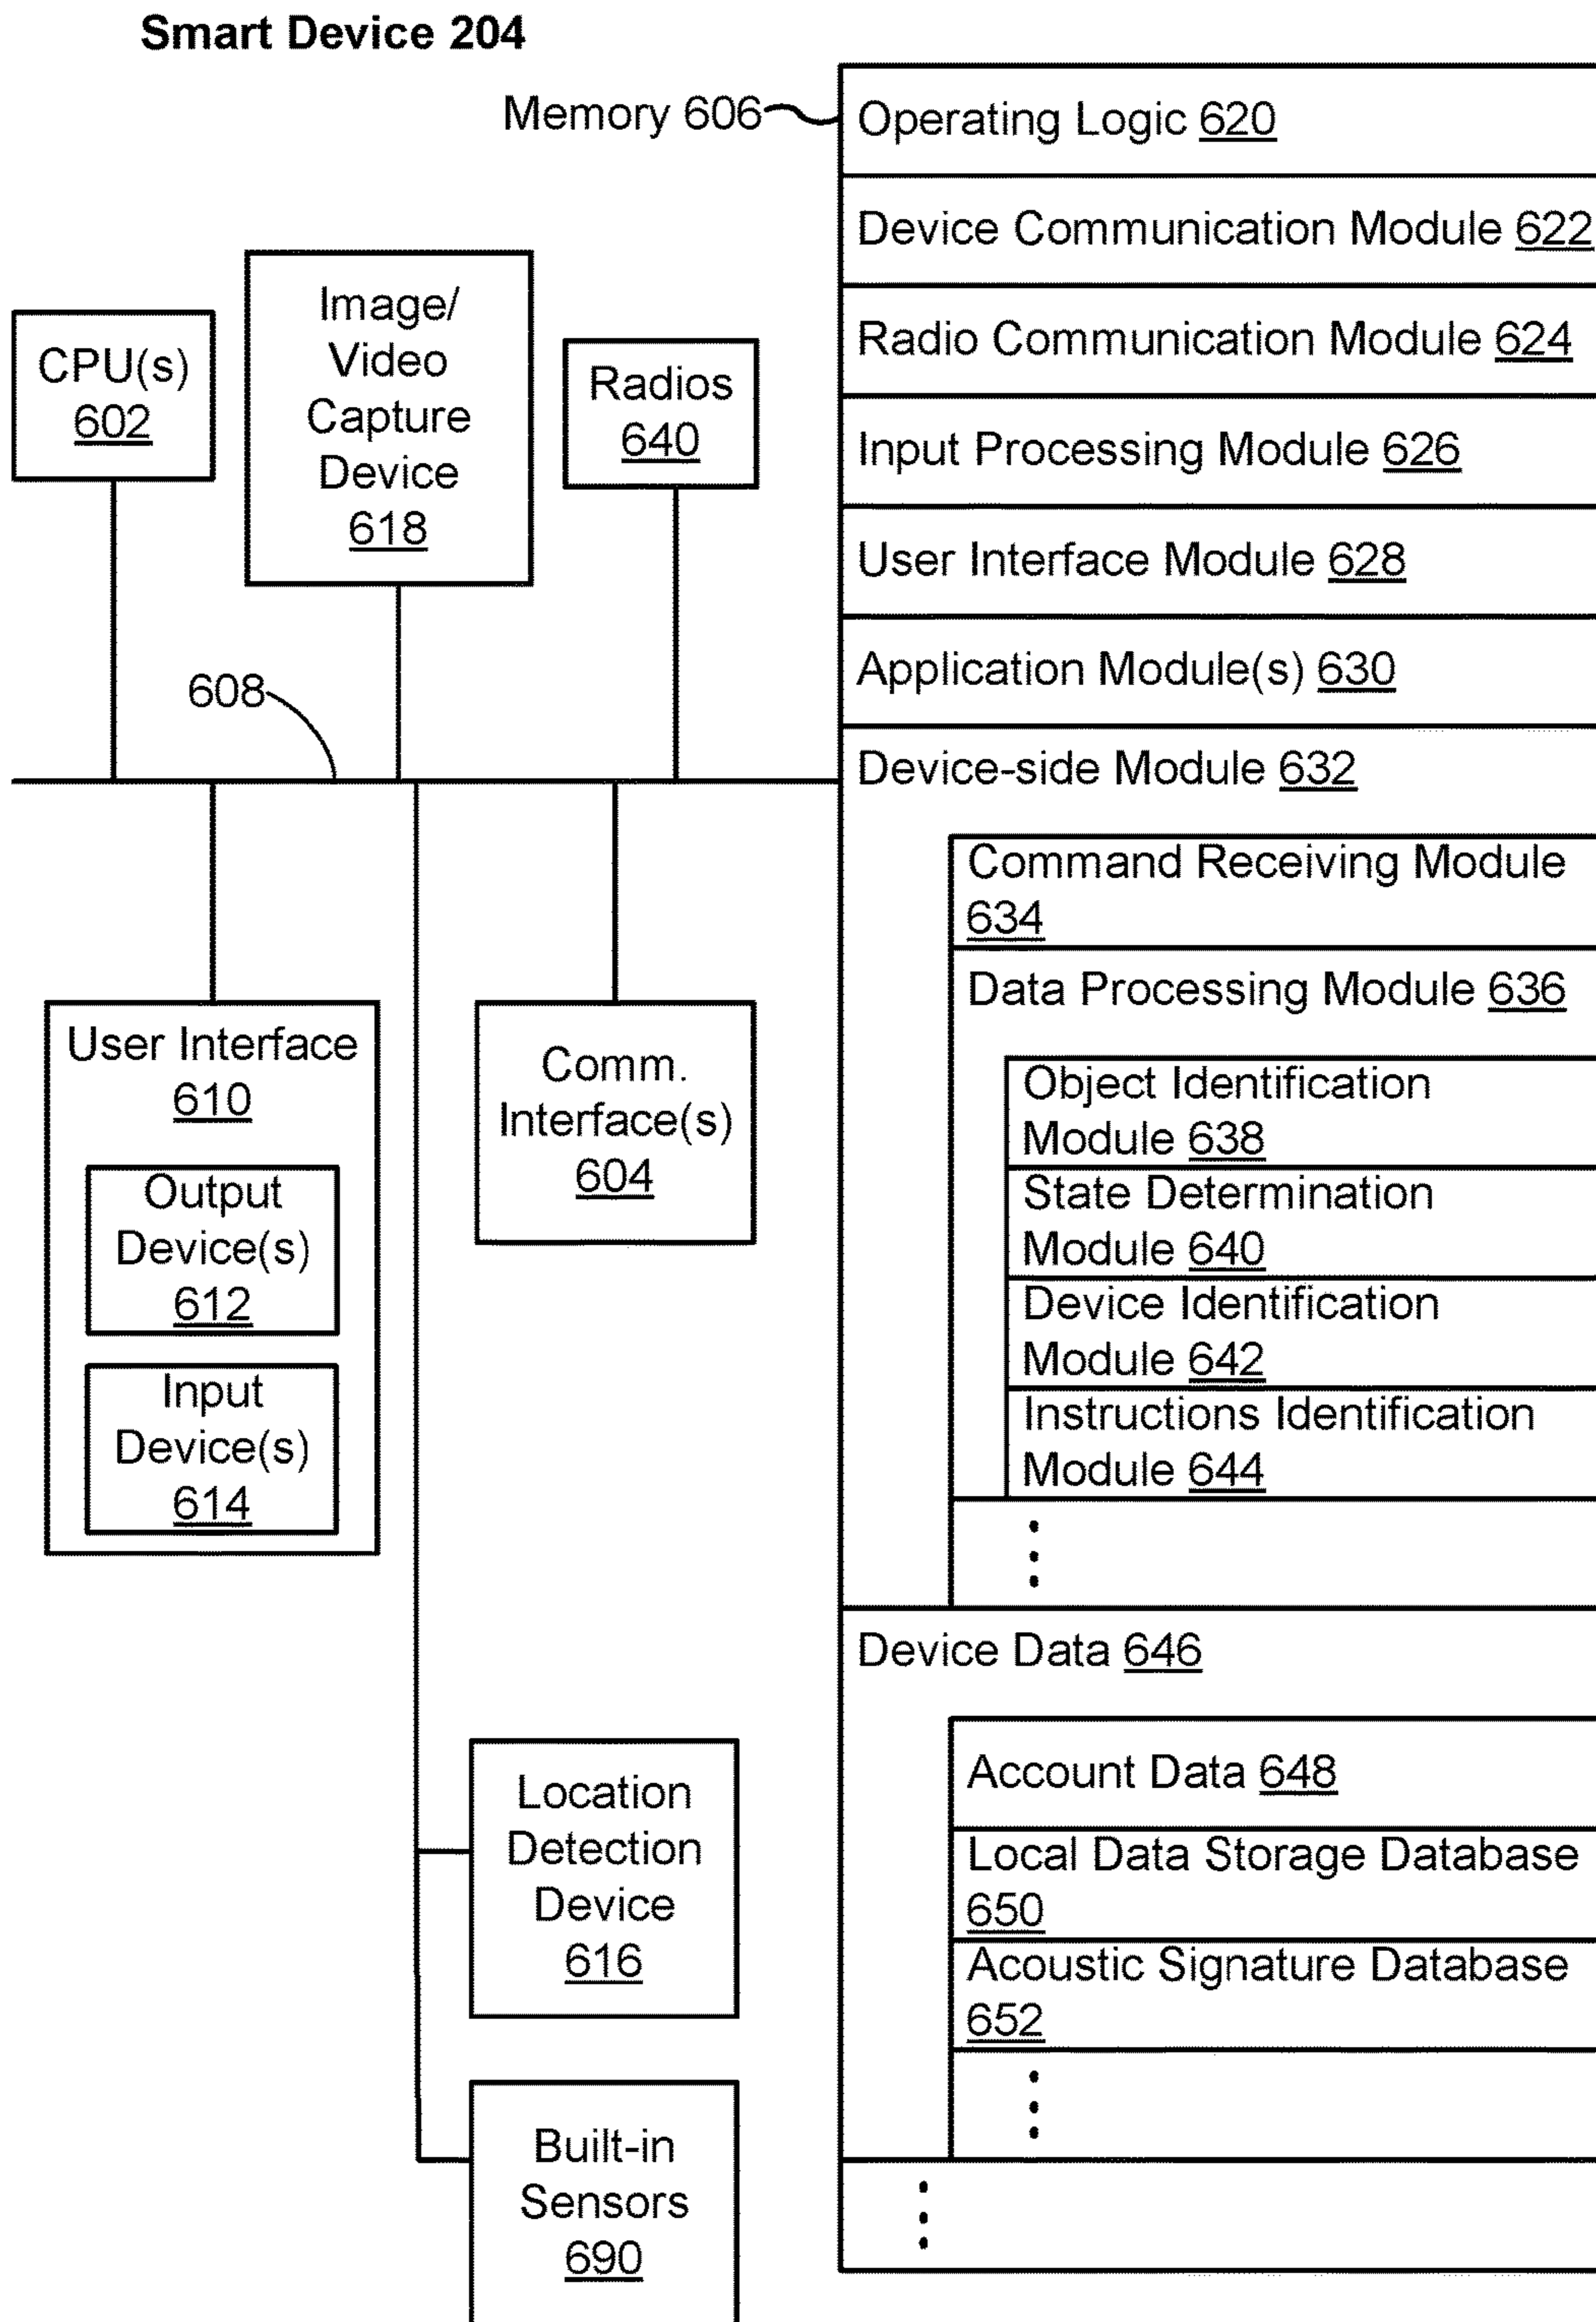 Smart Device 204
Memory 606
Operating Logic 620
Device Communication Module 622
Radio Communication Module 624
Input Processing Module 626
User Interface Module 628
Application Module(s) 630
Device-side Module 632
Command Receiving Module
634
Data Processing Module 636
Object Identification
Module 638
State Determination
Module 640
Device Identification
Module 642
Instructions Identification
Module 644
Device Data 646
Account Data 648
Local Data Storage Database
650
Acoustic Signature Database
652
CPU(s)
602
Image/
Video
Capture
Device
618
Radios
640
608
User Interface
610
Output
Device(s)
612
Input
Device(s)
614
Comm.
Interface(s)
604
Location
Detection
Device
616
Built-in
Sensors
690